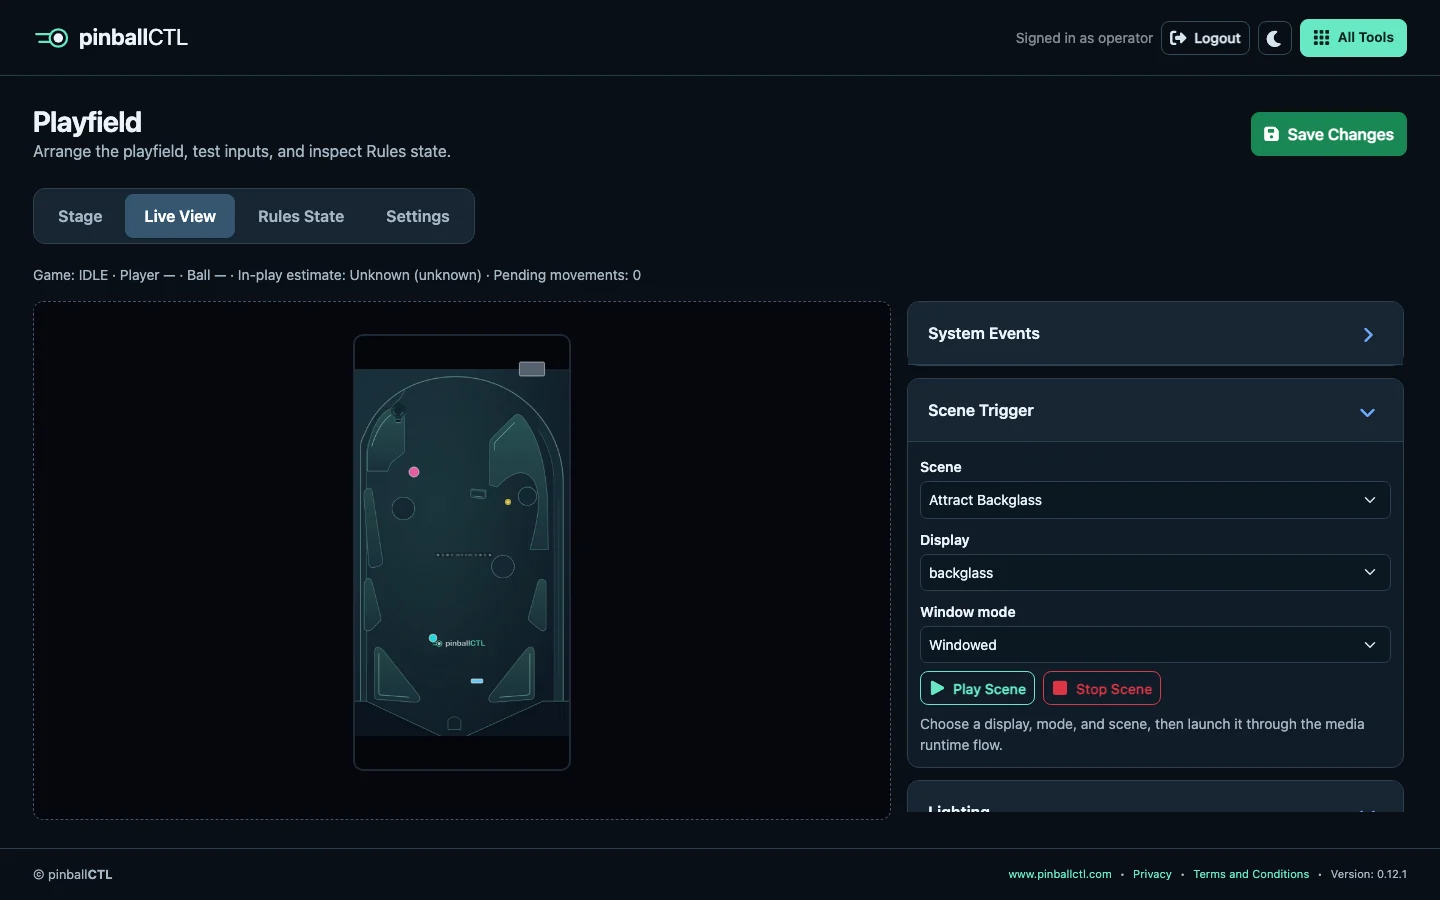 pinballCTL
Signed in as operator
Logout
All Tools
Playfield
Arrange the playfield, test inputs, and inspect Rules state.
Save Changes
Stage
Live View
Rules State
Settings
Game: IDLE · Player — · Ball — · In-play estimate: Unknown (unknown) · Pending movements: 0
pinballCTL
System Events
Scene Trigger
Scene
Attract Backglass
Display
backglass
Window mode
Windowed
Play Scene
Stop Scene
Choose a display, mode, and scene, then launch it through the media
runtime flow.
Lighting
© pinballCTL
www.pinballctl.com • Privacy • Terms and Conditions • Version: 0.12.1